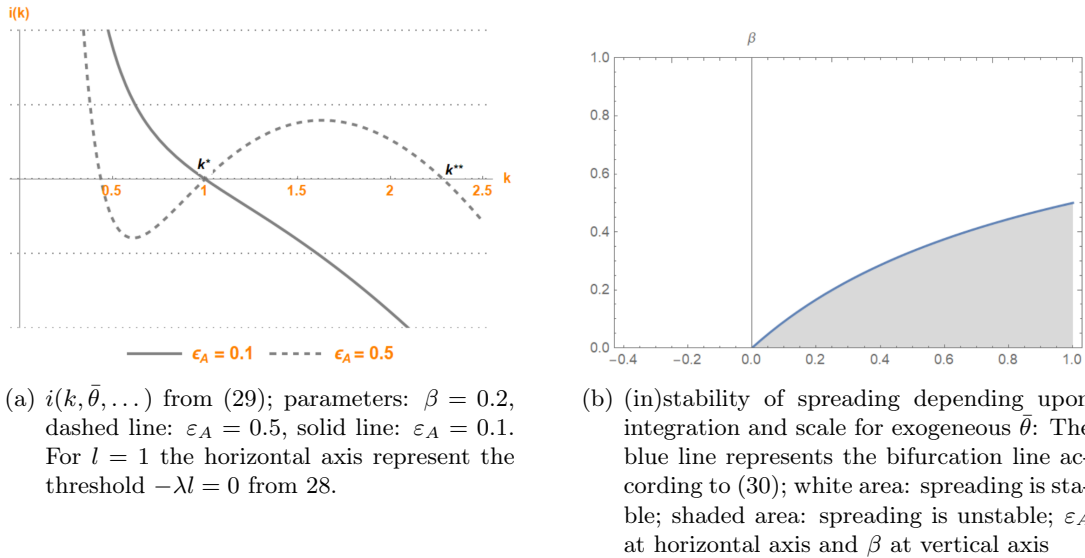 i(k)
k*
k**
k
0.5
1
1.5
2
2.5
ϵA = 0.1
ϵA = 0.5
(a) i(k, θ̄, . . . ) from (29); parameters: β = 0.2,
dashed line: εA = 0.5, solid line: εA = 0.1.
For l = 1 the horizontal axis represent the
threshold −λl = 0 from 28.
β
1.0
0.8
0.6
0.4
0.2
0.0
-0.4
-0.2
0.0
0.2
0.4
0.6
0.8
1.0
(b) (in)stability of spreading depending upon
integration and scale for exogeneous θ̄: The
blue line represents the bifurcation line ac-
cording to (30); white area: spreading is sta-
ble; shaded area: spreading is unstable; εA
at horizontal axis and β at vertical axis